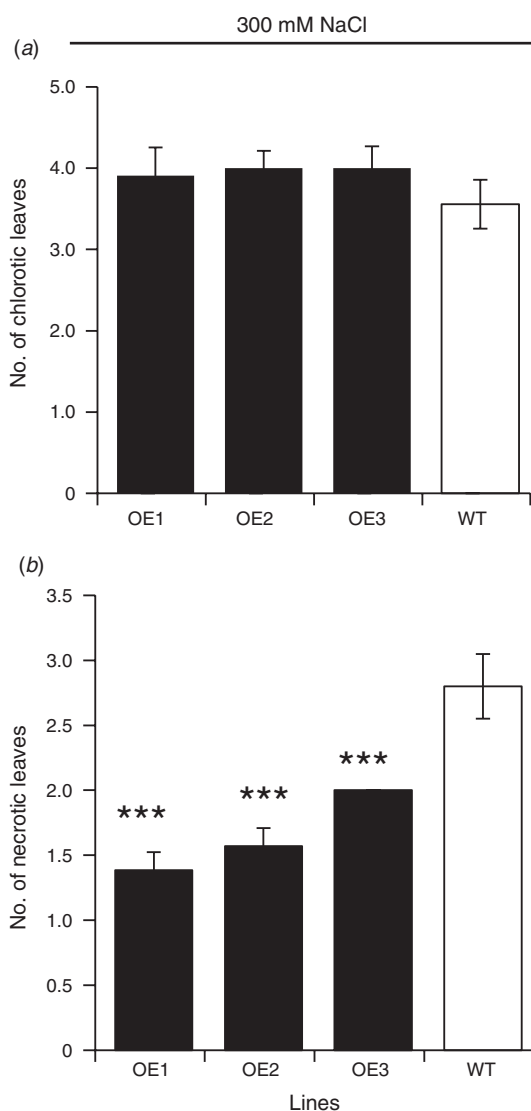 300 mM NaCl
(a)
5.0
4.0
3.0
2.0
1.0
0
No. of chlorotic leaves
OE1 OE2 OE3 WT
(b)
3.5
3.0
2.5
2.0
1.5
1.0
0.5
0
No. of necrotic leaves
*** *** ***
OE1 OE2 OE3 WT
Lines